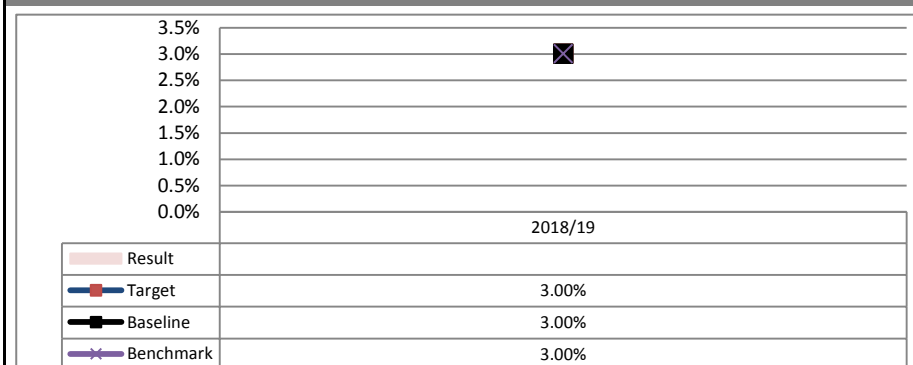 3.5%
3.0%
2.5%
2.0%
1.5%
1.0%
0.5%
0.0%
2018/19
Result
Target 3.00%
Baseline 3.00%
Benchmark 3.00%